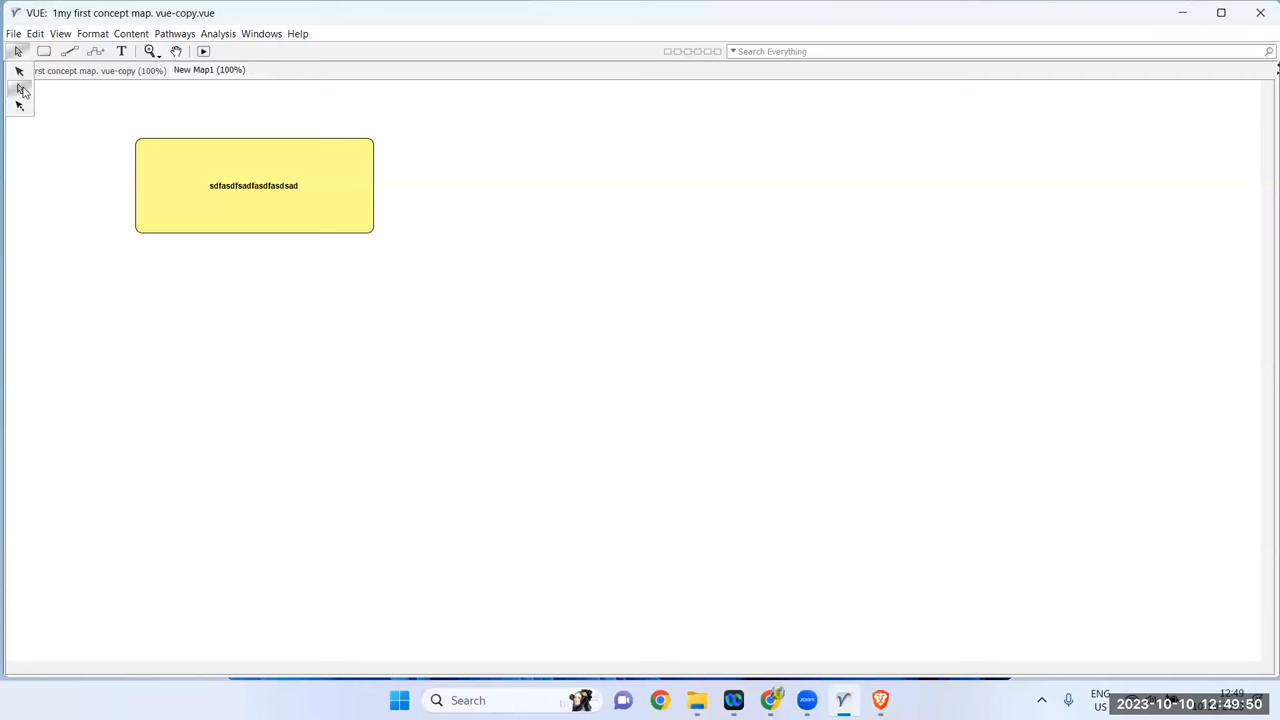 VUE: 1my first concept map. vue-copy.vue
File Edit View Format Content Pathways Analysis Windows Help
T Search Everything
rst concept map. vue-copy (100%) New Map1 (100%)
sdfasdfsadfasdfasdsad
Search
ENG
US
12:49
2023-10-10 12:49:50